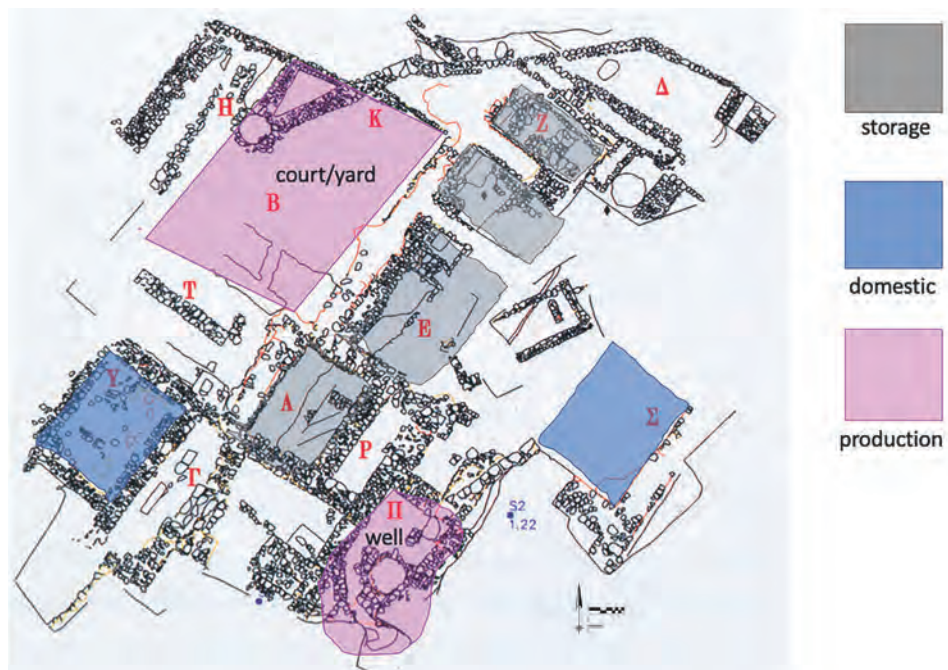 Δ
Z
H
K
storage
court/yard
B
domestic
T
E
Υ
A
Σ
P
production
Γ
Π
S2
1.22
well